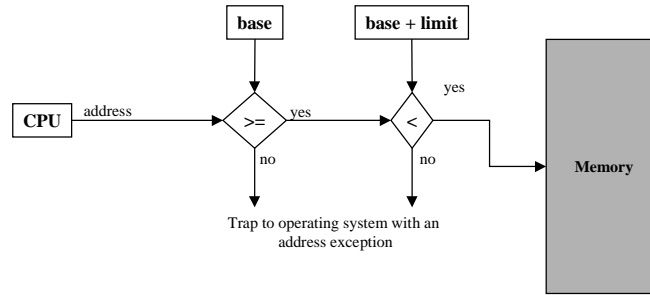 base
base + limit
CPU
address
>=
yes
<
yes
no
no
Memory
Trap to operating system with an
address exception